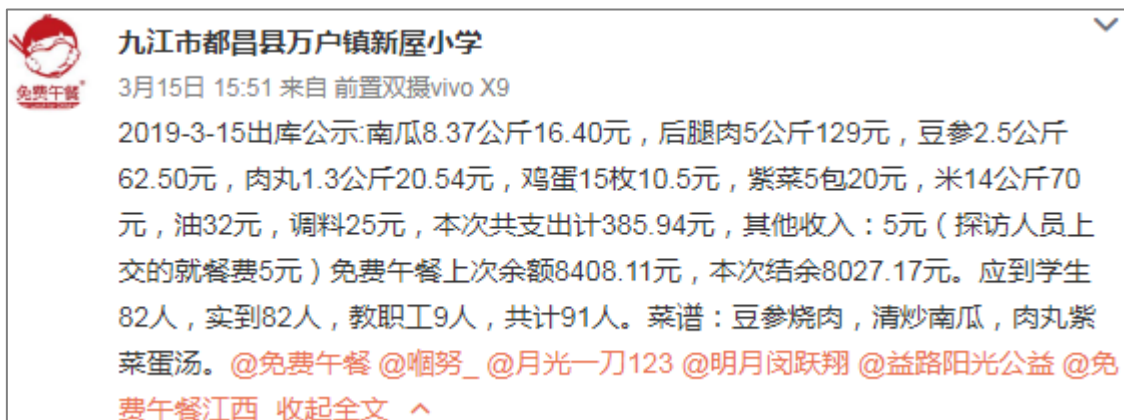 九江市都昌县万户镇新屋小学
免费午餐
3月15日 15:51 来自 前置双摄vivo X9
2019-3-15出库公示:南瓜8.37公斤16.40元，后腿肉5公斤129元，豆参2.5公斤
62.50元，肉丸1.3公斤20.54元，鸡蛋15枚10.5元，紫菜5包20元，米14公斤70
元，油32元，调料25元，本次共支出计385.94元，其他收入：5元（探访人员上
交的就餐费5元）免费午餐上次余额8408.11元，本次结余8027.17元。应到学生
82人，实到82人，教职工9人，共计91人。菜谱：豆参烧肉，清炒南瓜，肉丸紫
菜蛋汤。@免费午餐 @嘓努_ @月光一刀123 @明月闵跃翔 @益路阳光公益 @免
费午餐江西 收起全文